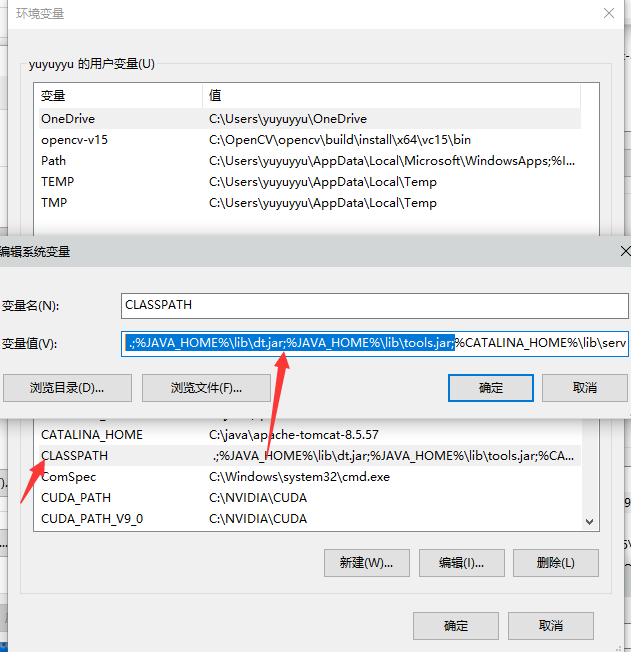 环境变量
yuyuyyu 的用户变量(U)
变量 值
OneDrive C:\Users\yuyuyyu\OneDrive
opencv-v15 C:\OpenCV\opencv\build\install\x64\vc15\bin
Path C:\Users\yuyuyyu\AppData\Local\Microsoft\WindowsApps;%I...
TEMP C:\Users\yuyuyyu\AppData\Local\Temp
TMP C:\Users\yuyuyyu\AppData\Local\Temp
编辑系统变量
变量名(N): CLASSPATH
变量值(V): .;%JAVA_HOME%\lib\dt.jar;%JAVA_HOME%\lib\tools.jar;%CATALINA_HOME%\lib\serv
浏览目录(D)... 浏览文件(F)... 确定 取消
CATALINA_HOME C:\java\apache-tomcat-8.5.57
CLASSPATH .;%JAVA_HOME%\lib\dt.jar;%JAVA_HOME%\lib\tools.jar;%CA...
ComSpec C:\Windows\system32\cmd.exe
CUDA_PATH C:\NVIDIA\CUDA
CUDA_PATH_V9_0 C:\NVIDIA\CUDA
新建(W)... 编辑(I)... 删除(L)
确定 取消